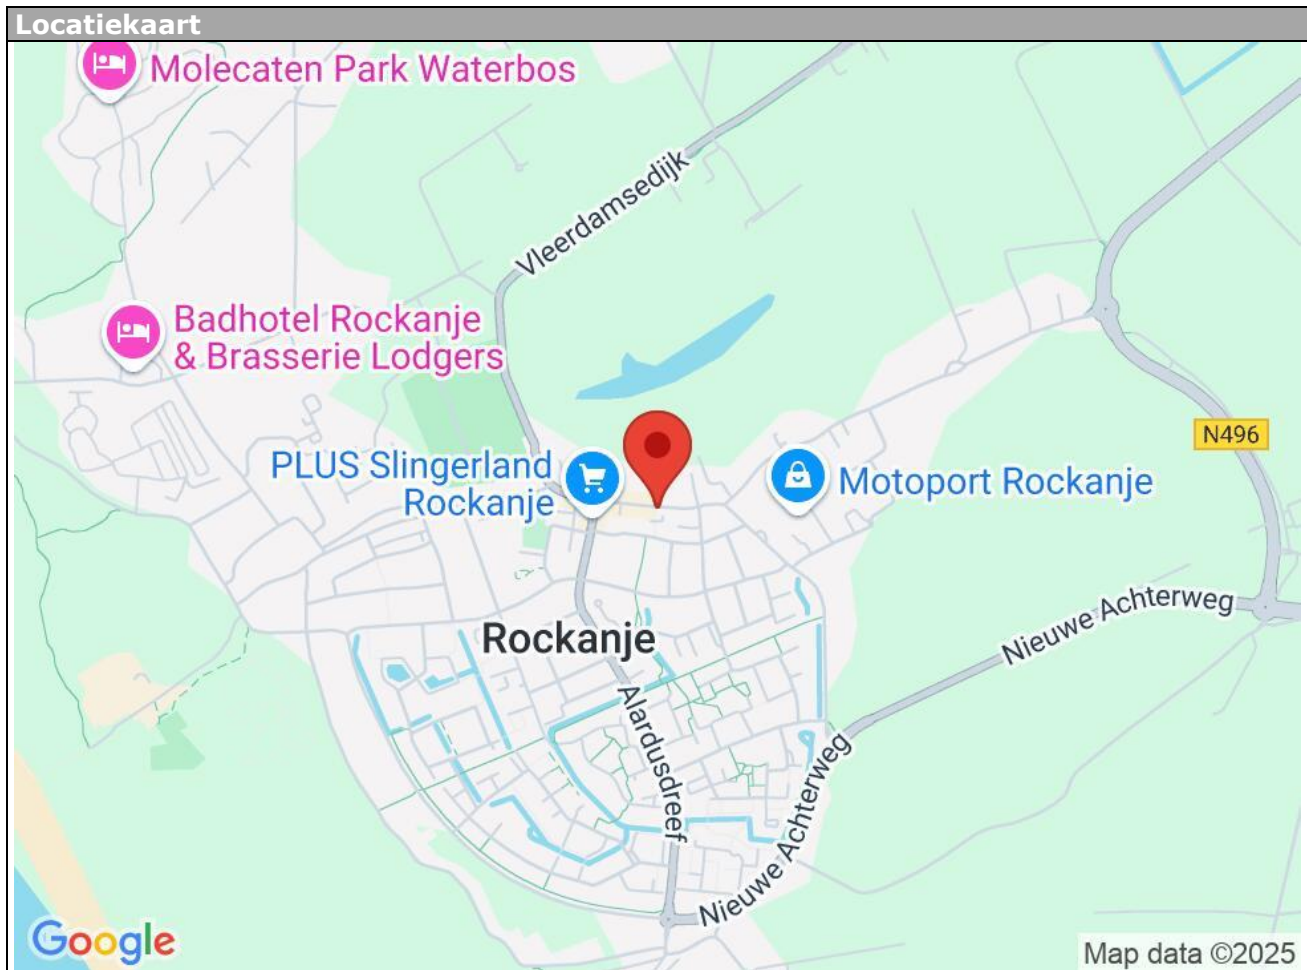 Locatiekaart
Molecaten Park Waterbos
Vleerdamsedijk
Badhotel Rockanje
& Brasserie Lodgers
N496
PLUS Slingerland
Rockanje
Motoport Rockanje
Nieuwe Achterweg
Rockanje
Alardusdreef
Nieuwe Achterweg
Google
Map data ©2025